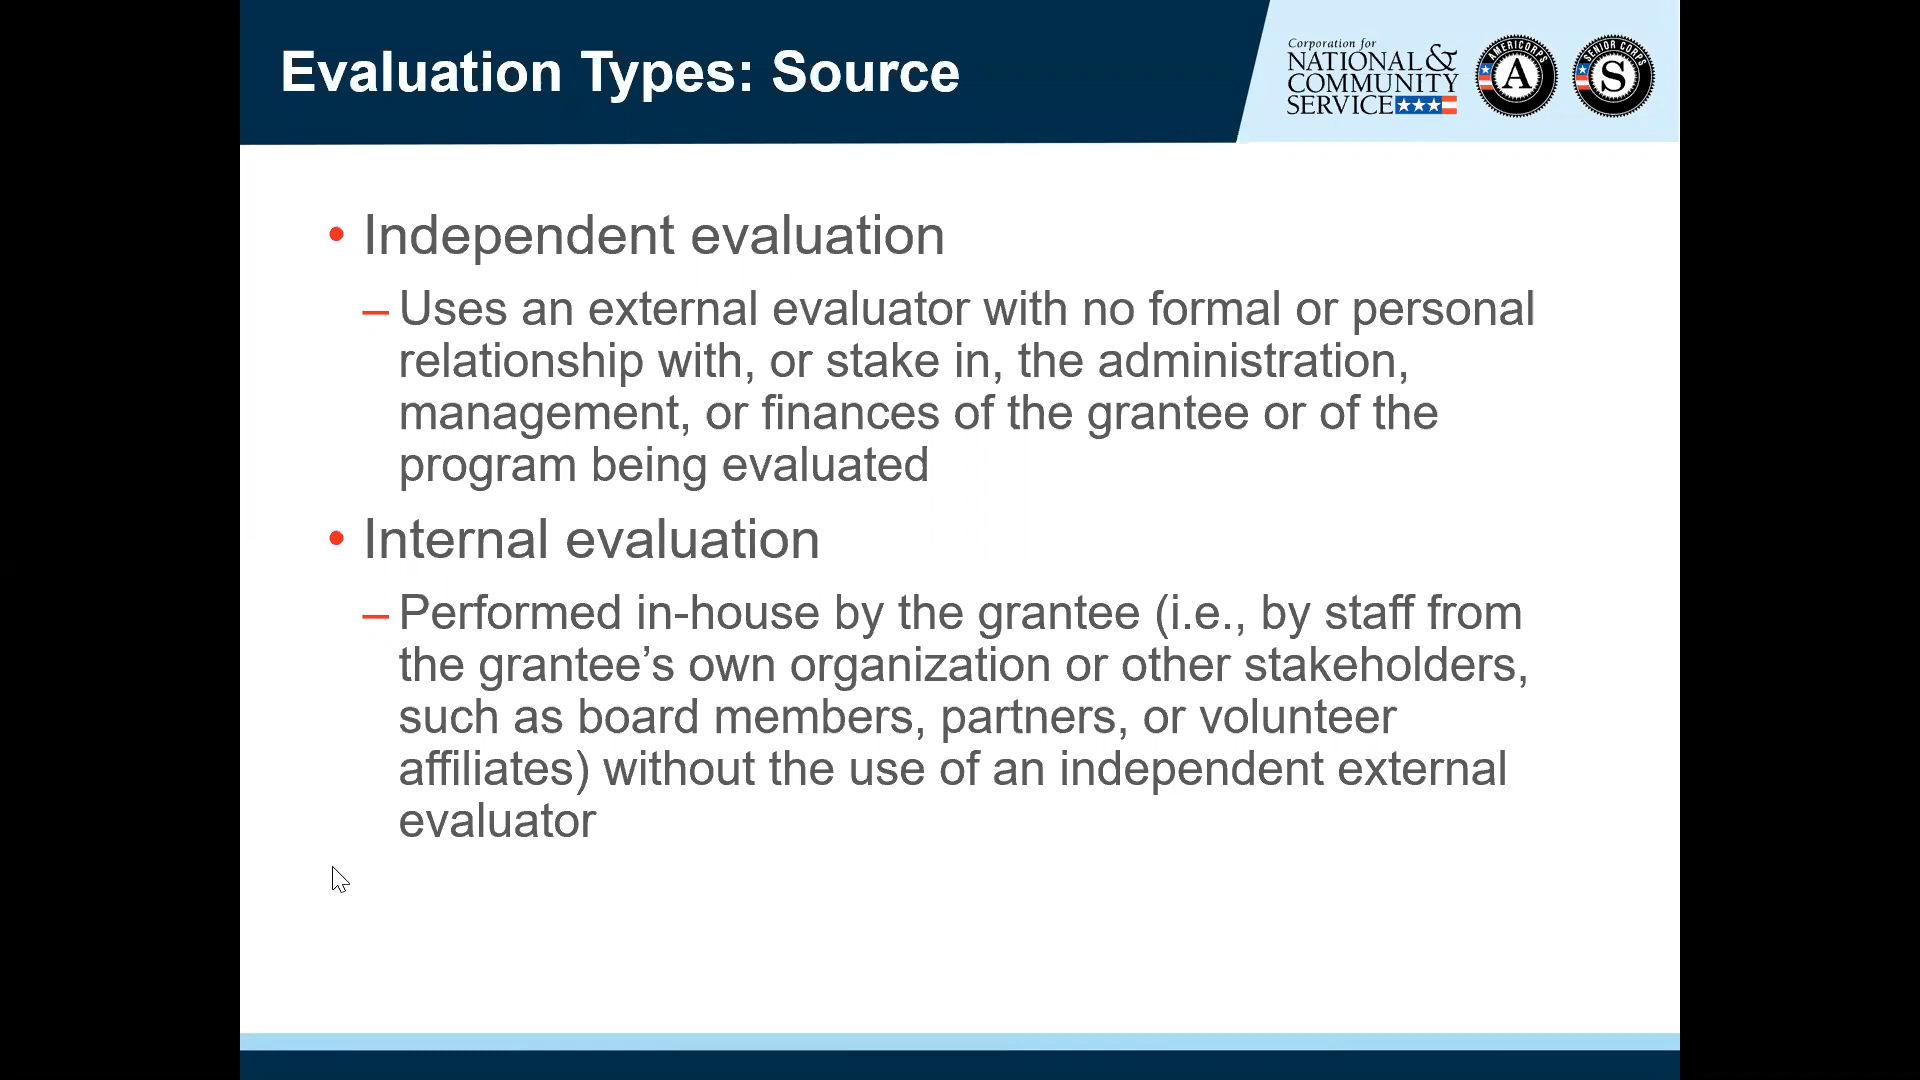 Evaluation Types: Source
Corporation for
NATIONAL &
COMMUNITY
SERVICE
AMERICORPS
A
SENIOR CORPS
S
• Independent evaluation
– Uses an external evaluator with no formal or personal
relationship with, or stake in, the administration,
management, or finances of the grantee or of the
program being evaluated
• Internal evaluation
– Performed in-house by the grantee (i.e., by staff from
the grantee’s own organization or other stakeholders,
such as board members, partners, or volunteer
affiliates) without the use of an independent external
evaluator